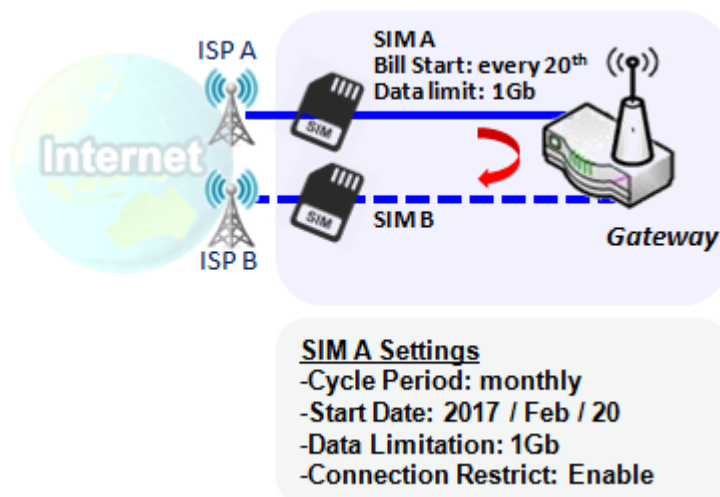 ISP A
SIM A
Bill Start: every 20th
Data limit: 1Gb
SIM
Internet
SIM
SIM B
Gateway
ISP B
SIM A Settings
-Cycle Period: monthly
-Start Date: 2017 / Feb / 20
-Data Limitation: 1Gb
-Connection Restrict: Enable